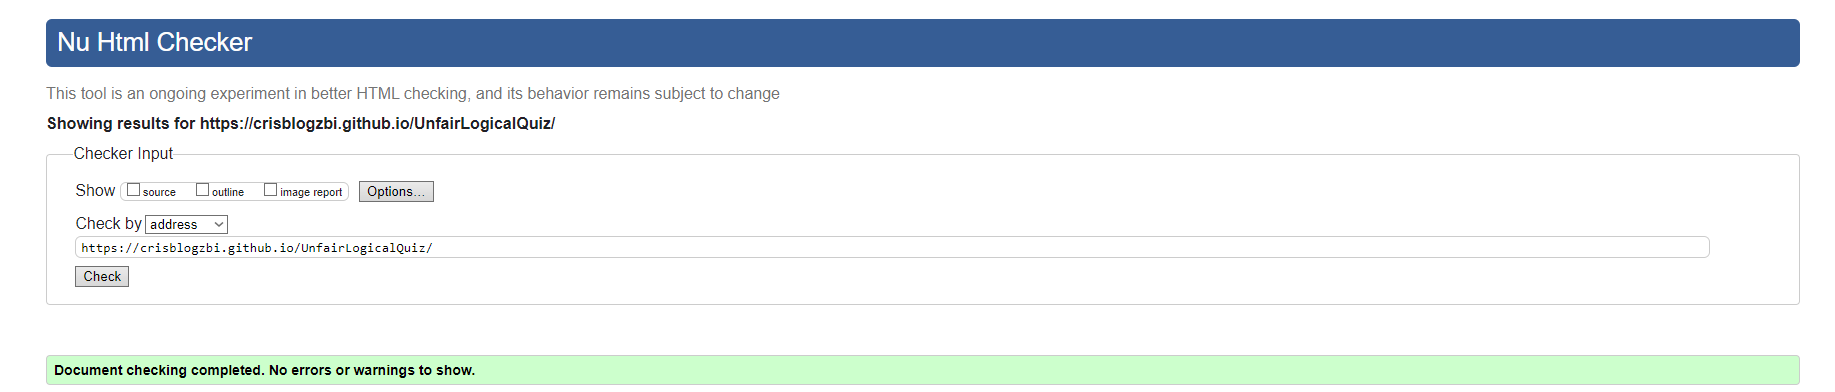 Nu Html Checker
This tool is an ongoing experiment in better HTML checking, and its behavior remains subject to change
Showing results for https://crisblogzbi.github.io/UnfairLogicalQuiz/
Checker Input
Show source outline image report Options...
Check by address
https://crisblogzbi.github.io/UnfairLogicalQuiz/
Check
Document checking completed. No errors or warnings to show.